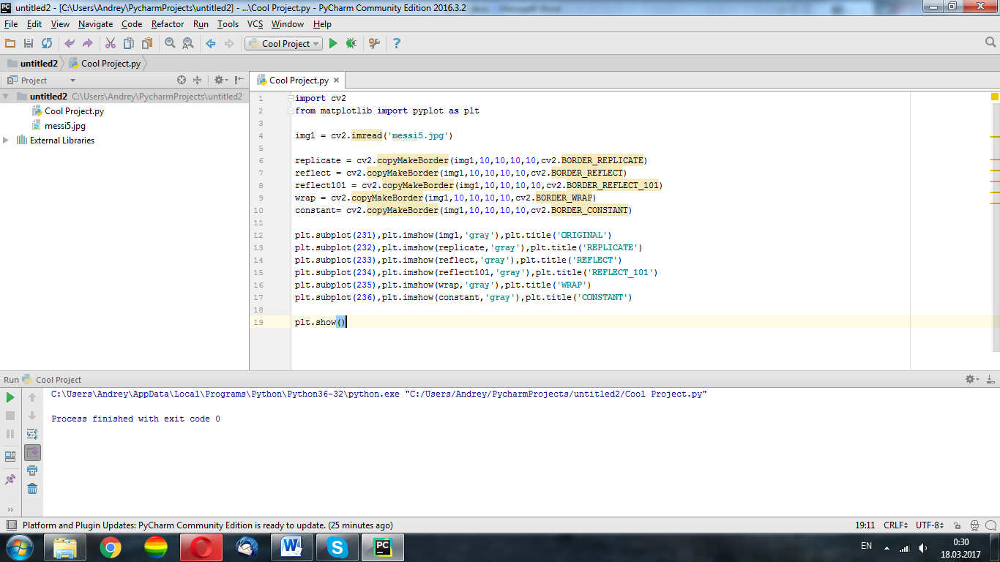 untitled2 - [C:\Users\Andrey\PycharmProjects\untitled2] - ...\Cool Project.py - PyCharm Community Edition 2016.3.2
File Edit View Navigate Code Refactor Run Tools VCS Window Help
Cool Project
untitled2 Cool Project.py
Project
Cool Project.py
untitled2 C:\Users\Andrey\PycharmProjects\untitled2
Cool Project.py
messi5.jpg
External Libraries
1 import cv2
2 from matplotlib import pyplot as plt
3
4 img1 = cv2.imread('messi5.jpg')
5
6 replicate = cv2.copyMakeBorder(img1,10,10,10,10,cv2.BORDER_REPLICATE)
7 reflect = cv2.copyMakeBorder(img1,10,10,10,10,cv2.BORDER_REFLECT)
8 reflect101 = cv2.copyMakeBorder(img1,10,10,10,10,cv2.BORDER_REFLECT_101)
9 wrap = cv2.copyMakeBorder(img1,10,10,10,10,cv2.BORDER_WRAP)
10 constant= cv2.copyMakeBorder(img1,10,10,10,10,cv2.BORDER_CONSTANT)
11
12 plt.subplot(231),plt.imshow(img1,'gray'),plt.title('ORIGINAL')
13 plt.subplot(232),plt.imshow(replicate,'gray'),plt.title('REPLICATE')
14 plt.subplot(233),plt.imshow(reflect,'gray'),plt.title('REFLECT')
15 plt.subplot(234),plt.imshow(reflect101,'gray'),plt.title('REFLECT_101')
16 plt.subplot(235),plt.imshow(wrap,'gray'),plt.title('WRAP')
17 plt.subplot(236),plt.imshow(constant,'gray'),plt.title('CONSTANT')
18
19 plt.show()
Run Cool Project
C:\Users\Andrey\AppData\Local\Programs\Python\Python36-32\python.exe "C:/Users/Andrey/PycharmProjects/untitled2/Cool Project.py"
Process finished with exit code 0
Platform and Plugin Updates: PyCharm Community Edition is ready to update. (25 minutes ago)
19:11 CRLF UTF-8
EN
0:30
18.03.2017